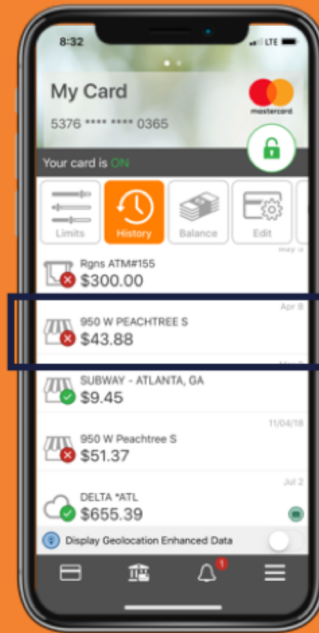 8:32
LTE
My Card
mastercard
5376 **** **** 0365
Your card is ON
Limits
History
Balance
Edit
Rgns ATM#155
$300.00
Apr 8
950 W PEACHTREE S
$43.88
SUBWAY - ATLANTA, GA
$9.45
11/04/18
950 W Peachtree S
$51.37
Jul 2
DELTA *ATL
$655.39
Display Geolocation Enhanced Data
1